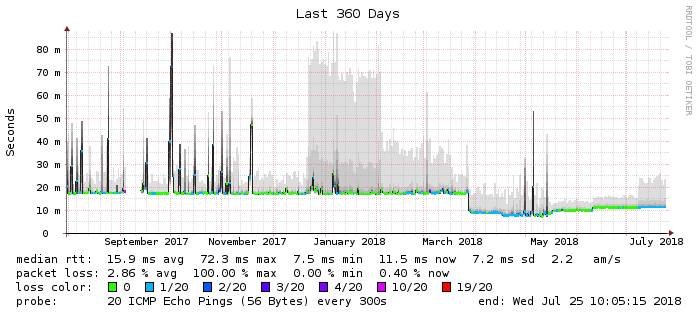 Last 360 Days
RRDTOOL / TOBI OETIKER
Seconds
80 m
70 m
60 m
50 m
40 m
30 m
20 m
10 m
0
September 2017 November 2017 January 2018 March 2018 May 2018 July 2018
median rtt: 15.9 ms avg 72.3 ms max 7.5 ms min 11.5 ms now 7.2 ms sd 2.2 am/s
packet loss: 2.86 % avg 100.00 % max 0.00 % min 0.40 % now
loss color: 0 1/20 2/20 3/20 4/20 10/20 19/20
probe: 20 ICMP Echo Pings (56 Bytes) every 300s end: Wed Jul 25 10:05:15 2018